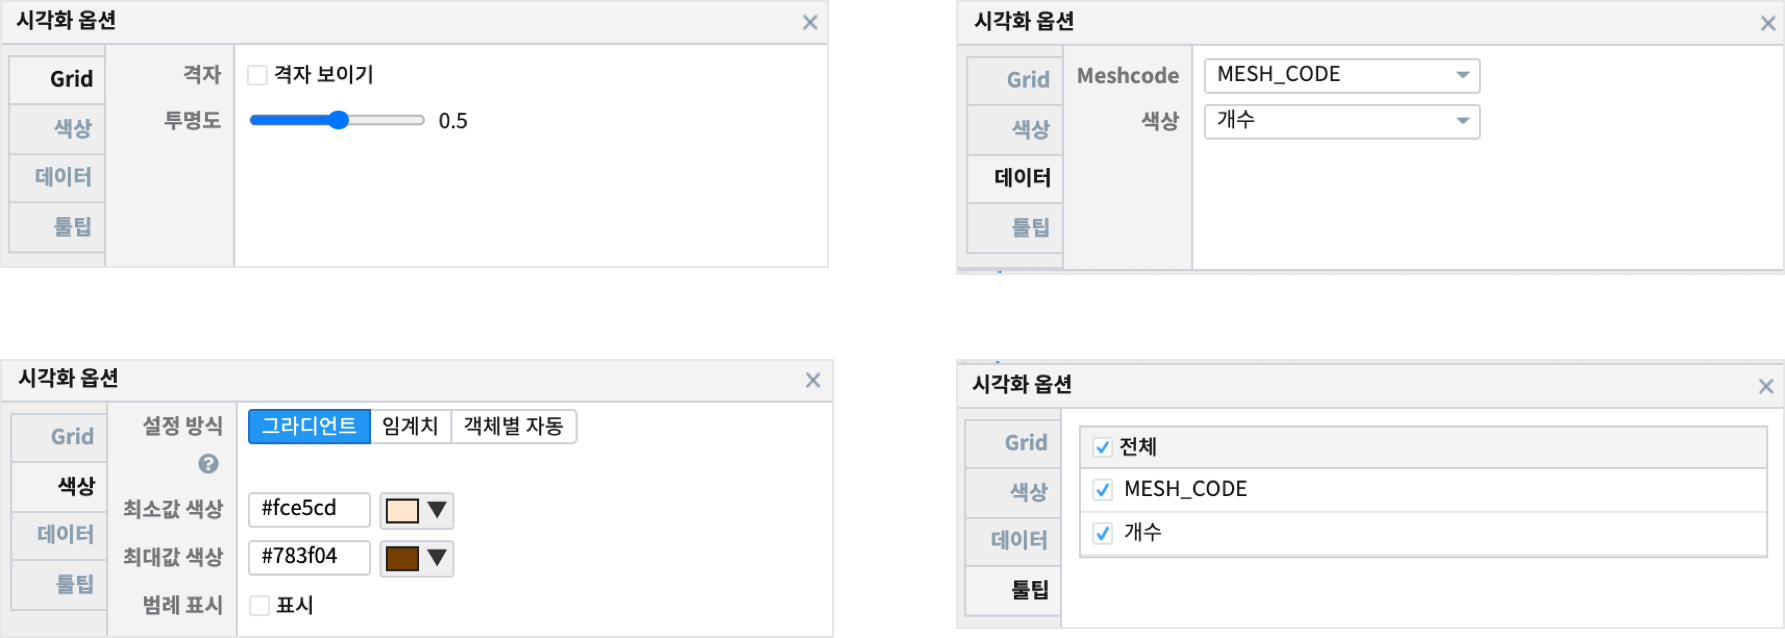 시각화 옵션
Grid
색상
데이터
툴팁
격자
격자 보이기
투명도
0.5
시각화 옵션
Grid
색상
데이터
툴팁
Meshcode
MESH_CODE
색상
개수
시각화 옵션
Grid
색상
데이터
툴팁
설정 방식
그라디언트 임계치 객체별 자동
?
최소값 색상
#fce5cd
최대값 색상
#783f04
범례 표시
표시
시각화 옵션
Grid
색상
데이터
툴팁
전체
MESH_CODE
개수